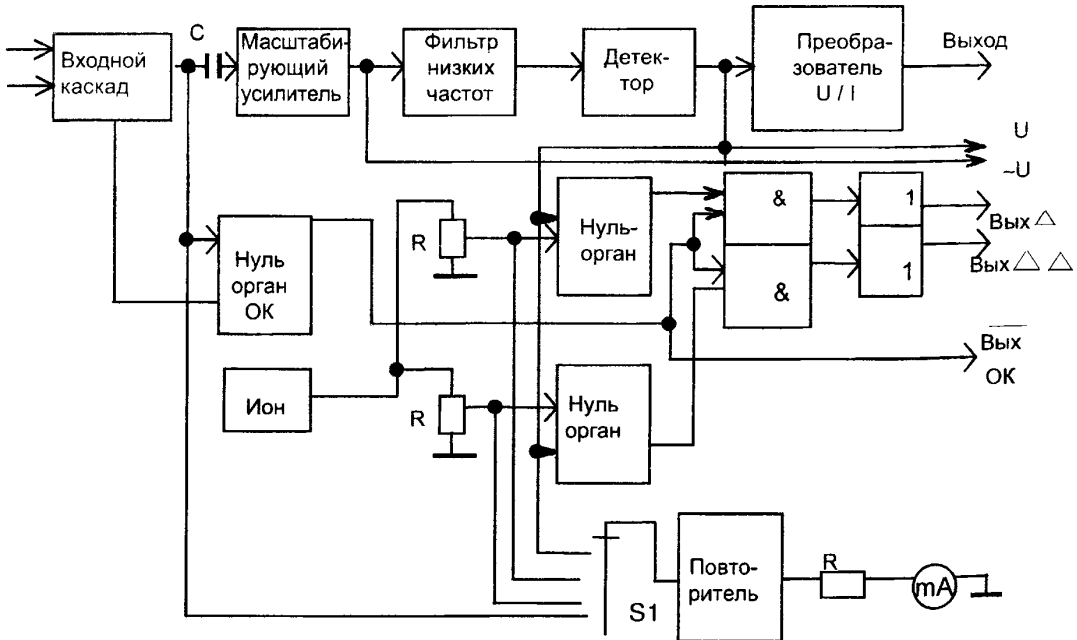 Входной
каскад
C
Масштаби-
рующий
усилитель
Фильтр
низких
частот
Детек-
тор
Преобра-
зователь
U / I
Выход
U
~U
Нуль
орган
ОК
R
Нуль-
орган
&
1
Вых △
&
1
Вых △ △
Вых
ОК
Ион
R
Нуль
орган
S1
Повто-
ритель
R
mA